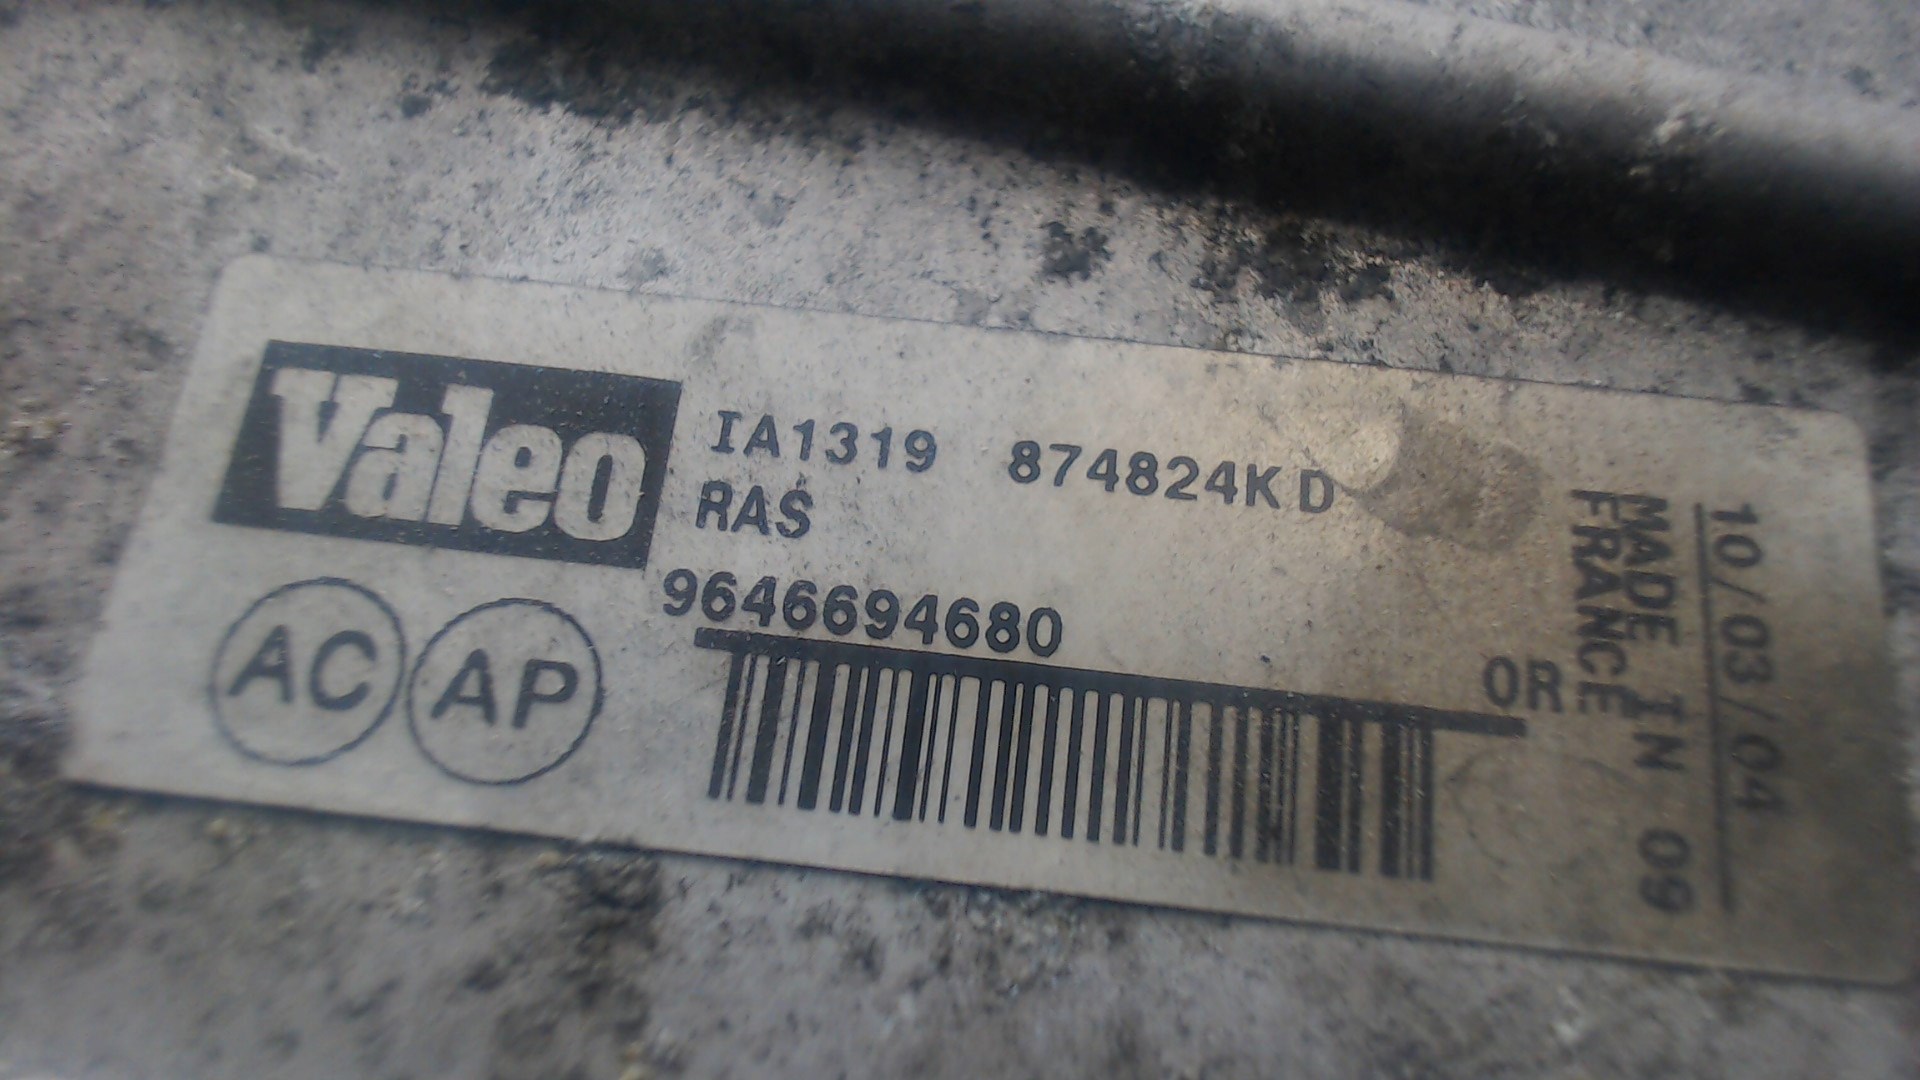 Valeo
IA1319 874824KD
RAS
9646694680
AC AP
OR
MADE IN 09
FRANCE
10/03/04